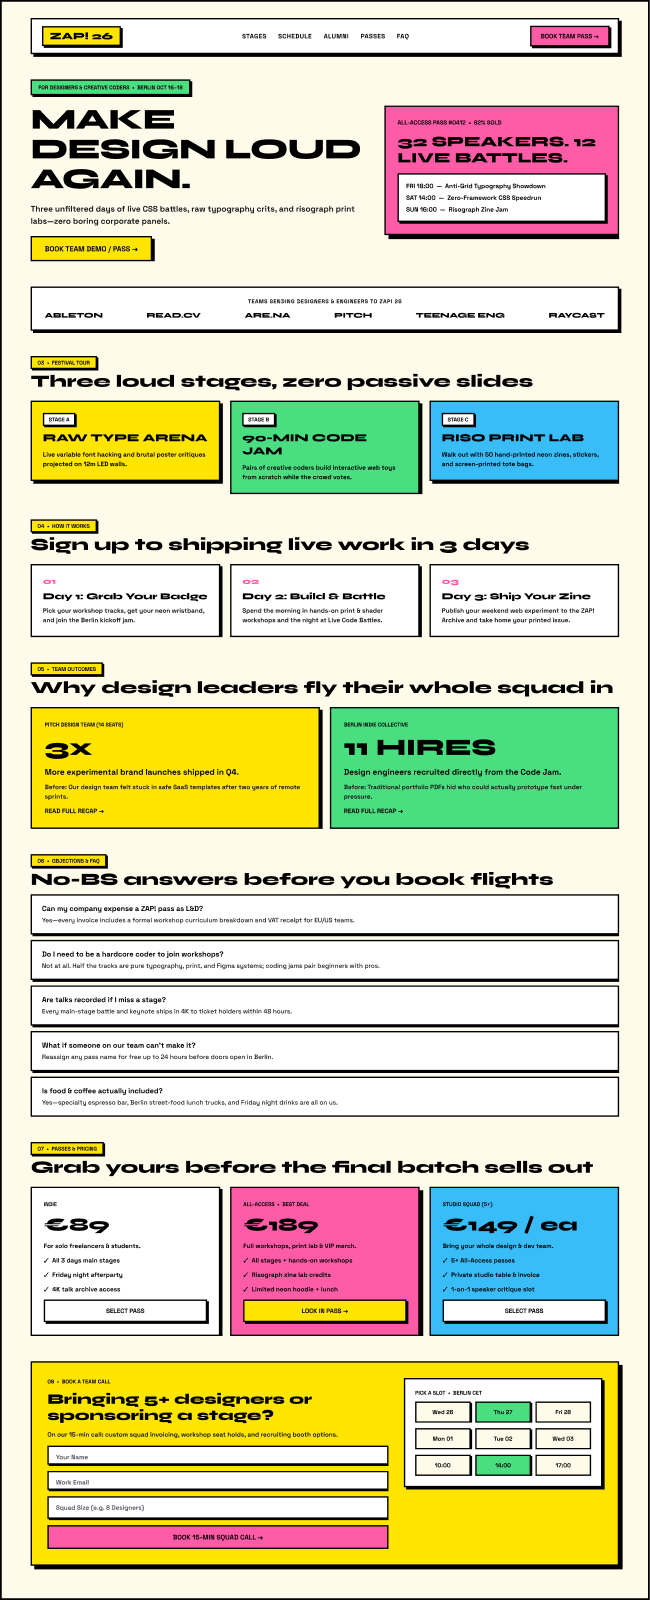 ZAP! 26
STAGES SCHEDULE ALUMNI PASSES FAQ
BOOK TEAM PASS →
FOR DESIGNERS & CREATIVE CODERS • BERLIN OCT 16–18
MAKE
DESIGN LOUD
AGAIN.
Three unfiltered days of live CSS battles, raw typography crits, and risograph print
labs—zero boring corporate panels.
BOOK TEAM DEMO / PASS →
ALL-ACCESS PASS #0412 • 82% SOLD
32 SPEAKERS. 12
LIVE BATTLES.
FRI 18:00 — Anti-Grid Typography Showdown
SAT 14:00 — Zero-Framework CSS Speedrun
SUN 16:00 — Risograph Zine Jam
TEAMS SENDING DESIGNERS & ENGINEERS TO ZAP! 26
ABLETON READ.CV ARE.NA PITCH TEENAGE ENG RAYCAST
03 • FESTIVAL TOUR
Three loud stages, zero passive slides
STAGE A
RAW TYPE ARENA
Live variable font hacking and brutal poster critiques
projected on 12m LED walls.
STAGE B
90-MIN CODE
JAM
Pairs of creative coders build interactive web toys
from scratch while the crowd votes.
STAGE C
RISO PRINT LAB
Walk out with 50 hand-printed neon zines, stickers,
and screen-printed tote bags.
04 • HOW IT WORKS
Sign up to shipping live work in 3 days
01
Day 1: Grab Your Badge
Pick your workshop tracks, get your neon wristband,
and join the Berlin kickoff jam.
02
Day 2: Build & Battle
Spend the morning in hands-on print & shader
workshops and the night at Live Code Battles.
03
Day 3: Ship Your Zine
Publish your weekend web experiment to the ZAP!
Archive and take home your printed issue.
05 • TEAM OUTCOMES
Why design leaders fly their whole squad in
PITCH DESIGN TEAM (14 SEATS)
3x
More experimental brand launches shipped in Q4.
Before: Our design team felt stuck in safe SaaS templates after two years of remote
sprints.
READ FULL RECAP →
BERLIN INDIE COLLECTIVE
11 HIRES
Design engineers recruited directly from the Code Jam.
Before: Traditional portfolio PDFs hid who could actually prototype fast under
pressure.
READ FULL RECAP →
06 • OBJECTIONS & FAQ
No-BS answers before you book flights
Can my company expense a ZAP! pass as L&D?
Yes—every invoice includes a formal workshop curriculum breakdown and VAT receipt for EU/US teams.
Do I need to be a hardcore coder to join workshops?
Not at all. Half the tracks are pure typography, print, and Figma systems; coding jams pair beginners with pros.
Are talks recorded if I miss a stage?
Every main-stage battle and keynote ships in 4K to ticket holders within 48 hours.
What if someone on our team can't make it?
Reassign any pass name for free up to 24 hours before doors open in Berlin.
Is food & coffee actually included?
Yes—specialty espresso bar, Berlin street-food lunch trucks, and Friday night drinks are all on us.
07 • PASSES & PRICING
Grab yours before the final batch sells out
INDIE
€89
For solo freelancers & students.
✓ All 3 days main stages
✓ Friday night afterparty
✓ 4K talk archive access
SELECT PASS
ALL-ACCESS • BEST DEAL
€189
Full workshops, print lab & VIP merch.
✓ All stages + hands-on workshops
✓ Risograph zine lab credits
✓ Limited neon hoodie + lunch
LOCK IN PASS →
STUDIO SQUAD (5+)
€149 / ea
Bring your whole design & dev team.
✓ 5+ All-Access passes
✓ Private studio table & invoice
✓ 1-on-1 speaker critique slot
SELECT PASS
08 • BOOK A TEAM CALL
Bringing 5+ designers or
sponsoring a stage?
On our 15-min call: custom squad invoicing, workshop seat holds, and recruiting booth options.
Your Name
Work Email
Squad Size (e.g. 8 Designers)
BOOK 15-MIN SQUAD CALL →
PICK A SLOT • BERLIN CET
Wed 26 Thu 27 Fri 28
Mon 01 Tue 02 Wed 03
10:00 14:00 17:00